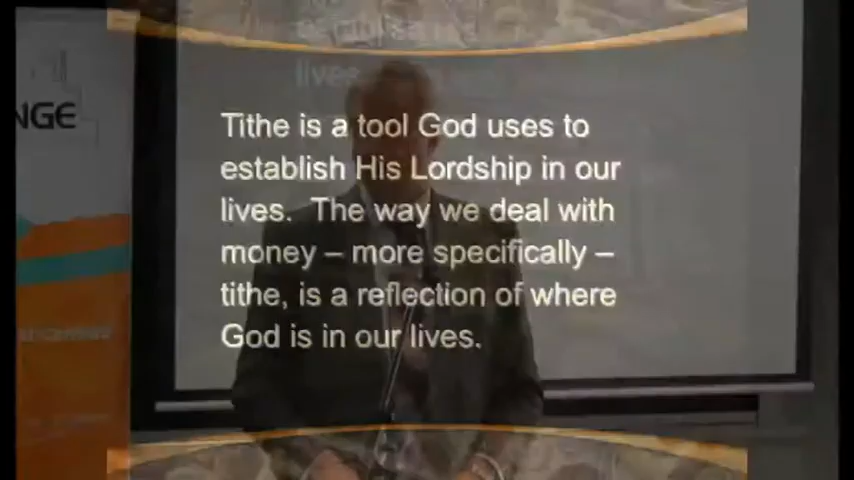 Tithe is a tool God uses to
establish His Lordship in our
lives. The way we deal with
money – more specifically –
tithe, is a reflection of where
God is in our lives.
NGE
lives